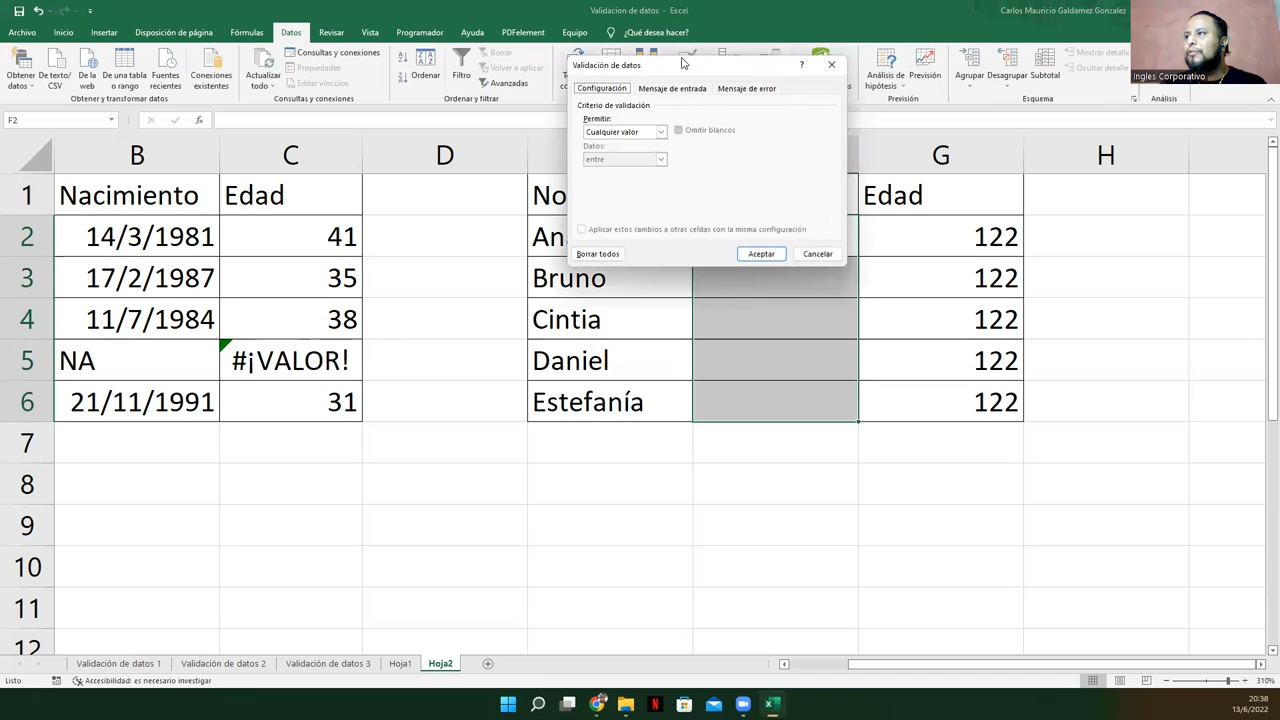 Validacion de datos - Excel
Carlos Mauricio Galdamez Gonzalez
Archivo Inicio Insertar Disposición de página Fórmulas Datos Revisar Vista Programador Ayuda PDFelement Equipo ¿Qué desea hacer?
Obtener datos
De texto/CSV
De la web
De una tabla o rango
Fuentes recientes
Conexiones existentes
Obtener y transformar datos
Actualizar todo
Consultas y conexiones
Propiedades
Editar vínculos
Consultas y conexiones
Ordenar
Filtro
Borrar
Volver a aplicar
Avanzadas
Ordenar y filtrar
Análisis de hipótesis
Previsión
Previsión
Agrupar
Desagrupar
Subtotal
Mostrar detalle
Ocultar detalle
Esquema
Análisis
Ingles Corporativo
Validación de datos ?
Configuración Mensaje de entrada Mensaje de error
Criterio de validación
Permitir:
Cualquier valor Omitir blancos
Datos:
entre
Aplicar estos cambios a otras celdas con la misma configuración
Borrar todos Aceptar Cancelar
F2 fx
B C D G H
1 Nacimiento Edad No Edad
2 14/3/1981 41 An 122
3 17/2/1987 35 Bruno 122
4 11/7/1984 38 Cintia 122
5 NA #¡VALOR! Daniel 122
6 21/11/1991 31 Estefanía 122
7
8
9
10
11
12
Validación de datos 1 Validación de datos 2 Validación de datos 3 Hoja1 Hoja2
Listo Accesibilidad: es necesario investigar 310%
20:38
13/6/2022